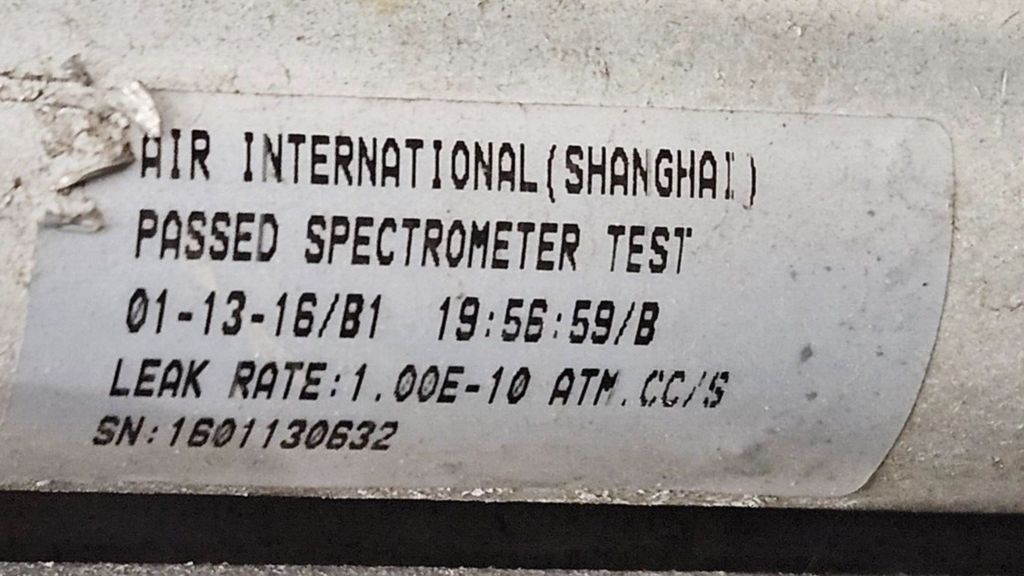 AIR INTERNATIONAL(SHANGHAI)
PASSED SPECTROMETER TEST
01-13-16/B1 19:56:59/B
LEAK RATE:1.00E-10 ATM.CC/S
SN:1601130632